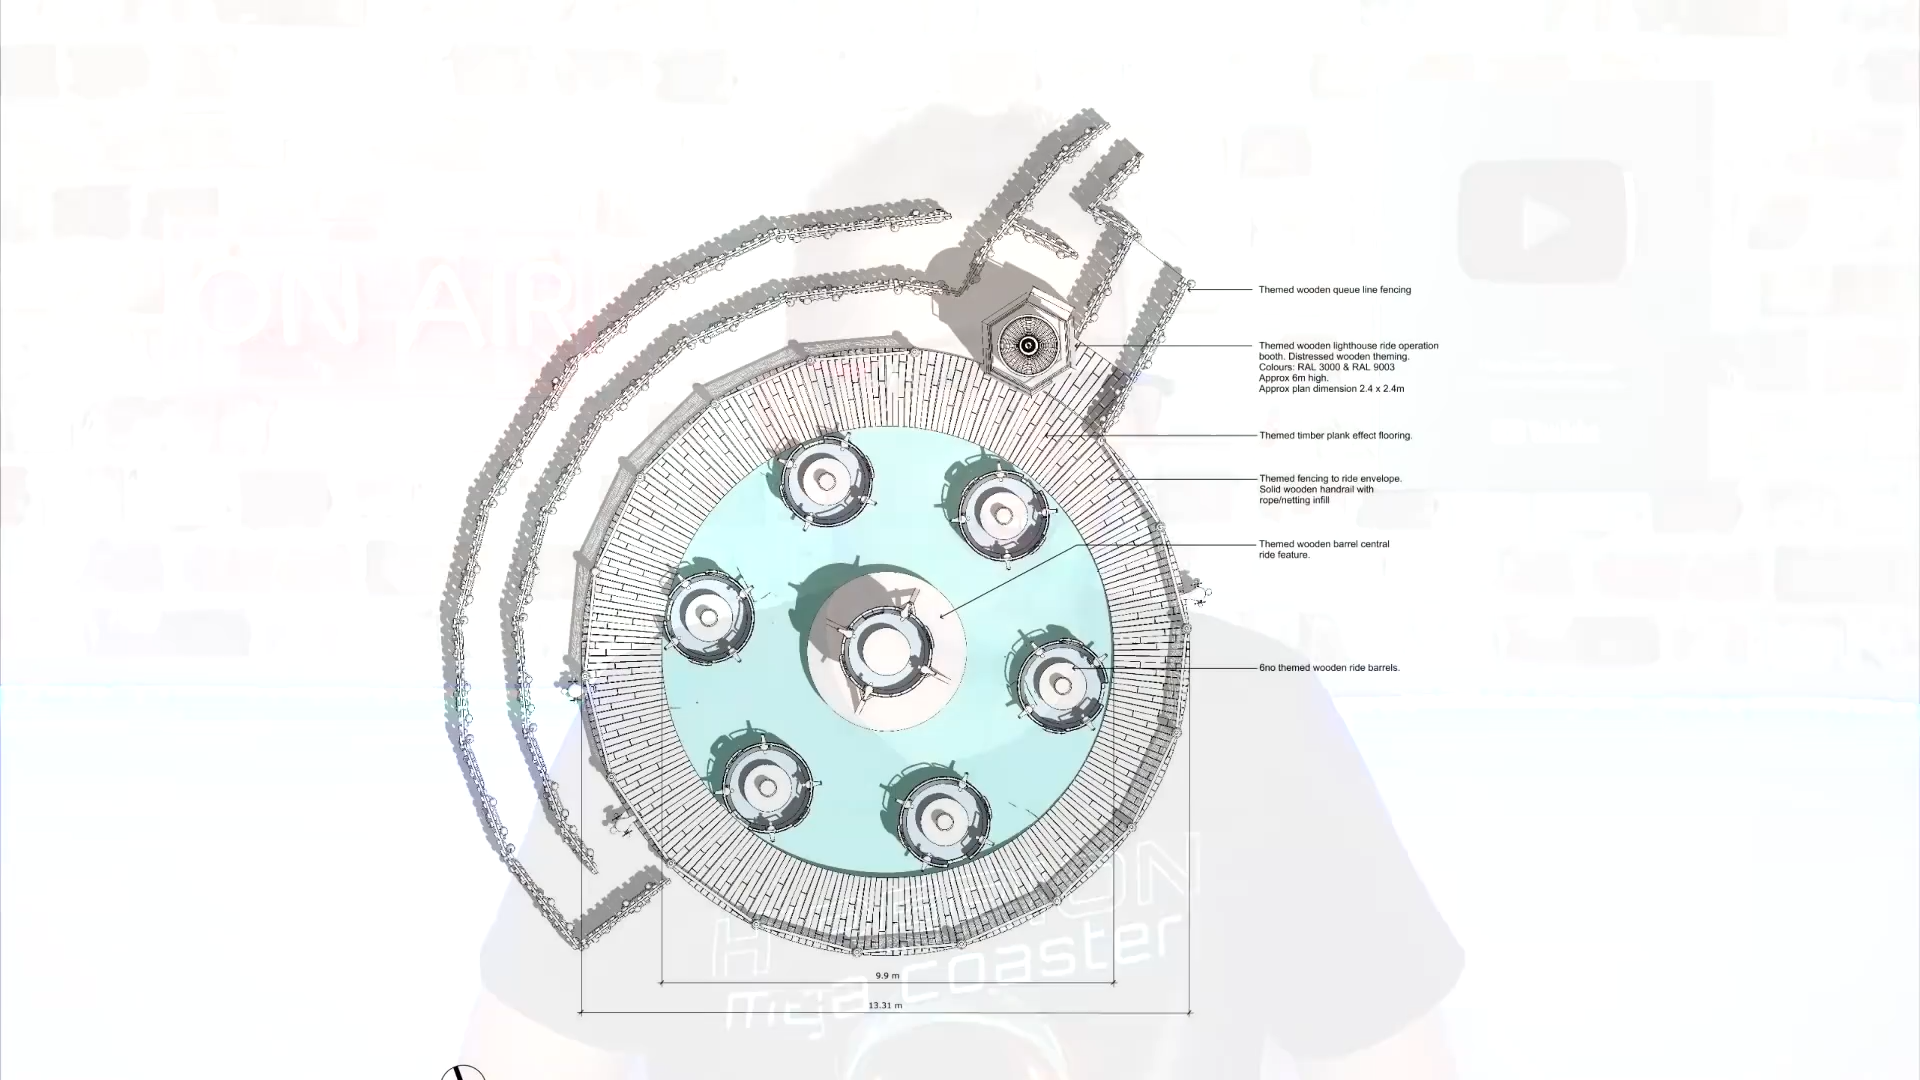 ON AIR
Themed wooden queue line fencing
Themed wooden lighthouse ride operation
booth. Distressed wooden theming.
Colours: RAL 3000 & RAL 9003
Approx 6m high.
Approx plan dimension 2.4 x 2.4m
Themed timber plank effect flooring.
Themed fencing to ride envelope.
Solid wooden handrail with
rope/netting infill
Themed wooden barrel central
ride feature.
6no themed wooden ride barrels.
9.9 m
13.31 m
coaster